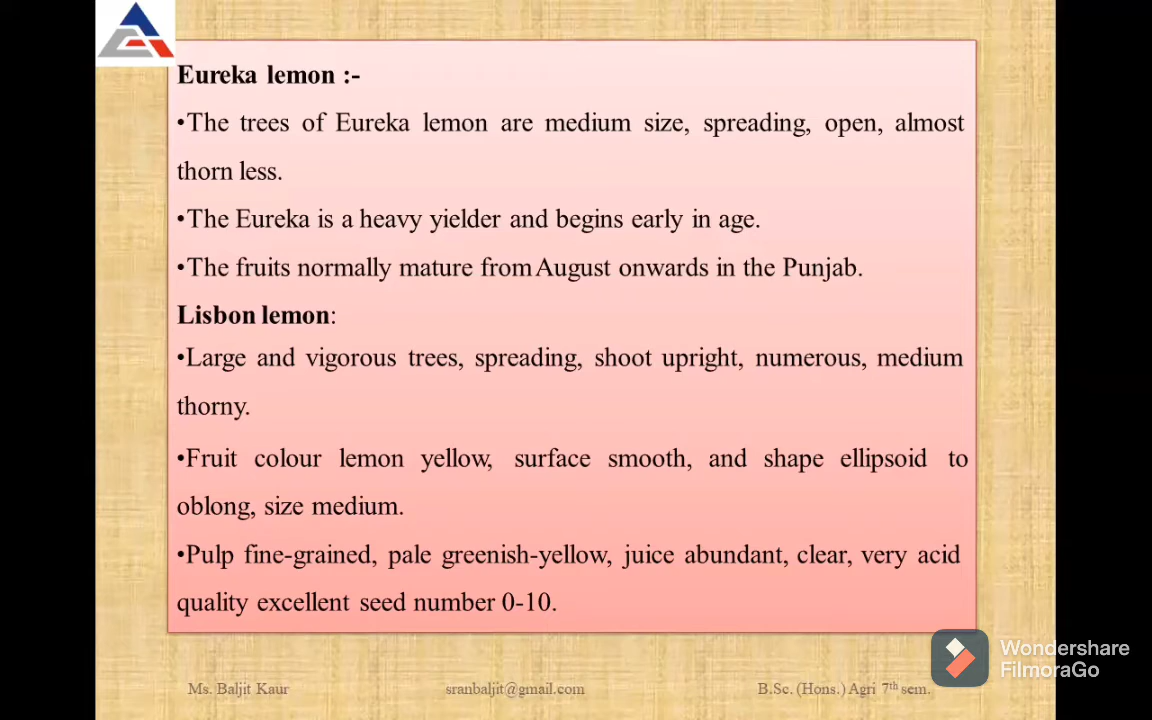 Eureka lemon :-
•The trees of Eureka lemon are medium size, spreading, open, almost
thorn less.
•The Eureka is a heavy yielder and begins early in age.
•The fruits normally mature from August onwards in the Punjab.
Lisbon lemon:
•Large and vigorous trees, spreading, shoot upright, numerous, medium
thorny.
•Fruit colour lemon yellow, surface smooth, and shape ellipsoid to
oblong, size medium.
•Pulp fine-grained, pale greenish-yellow, juice abundant, clear, very acid
quality excellent seed number 0-10.
Wondershare
FilmoraGo
Ms. Baljit Kaur sranbaljit@gmail.com B.Sc. (Hons.) Agri 7th sem.